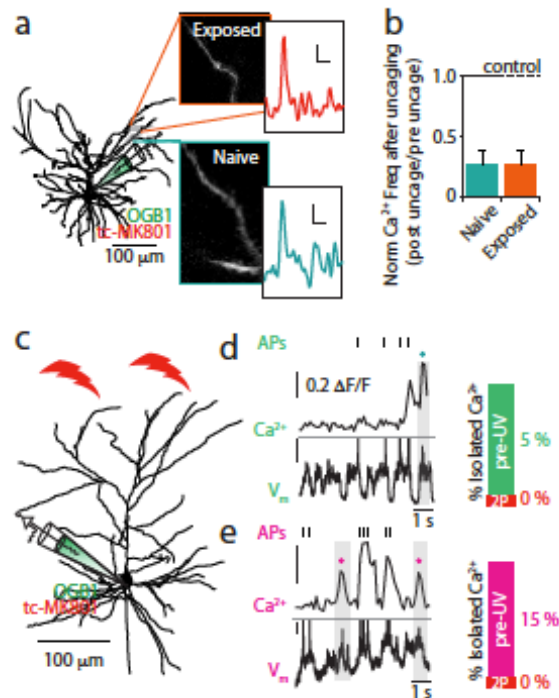 a
Exposed
Naive
OGB1
tc-MK801
100 µm
b
Norm Ca²⁺ Freq after uncaging
(post uncage/pre uncage)
1.0
control
0.5
0
Naive
Exposed
c
OGB1
tc-MK801
100 µm
d
APs
0.2 ΔF/F
Ca²⁺
Vm
1 s
% Isolated Ca²⁺
pre-UV
5 %
2P
0 %
e
APs
Ca²⁺
Vm
1 s
% Isolated Ca²⁺
pre-UV
15 %
2P
0 %